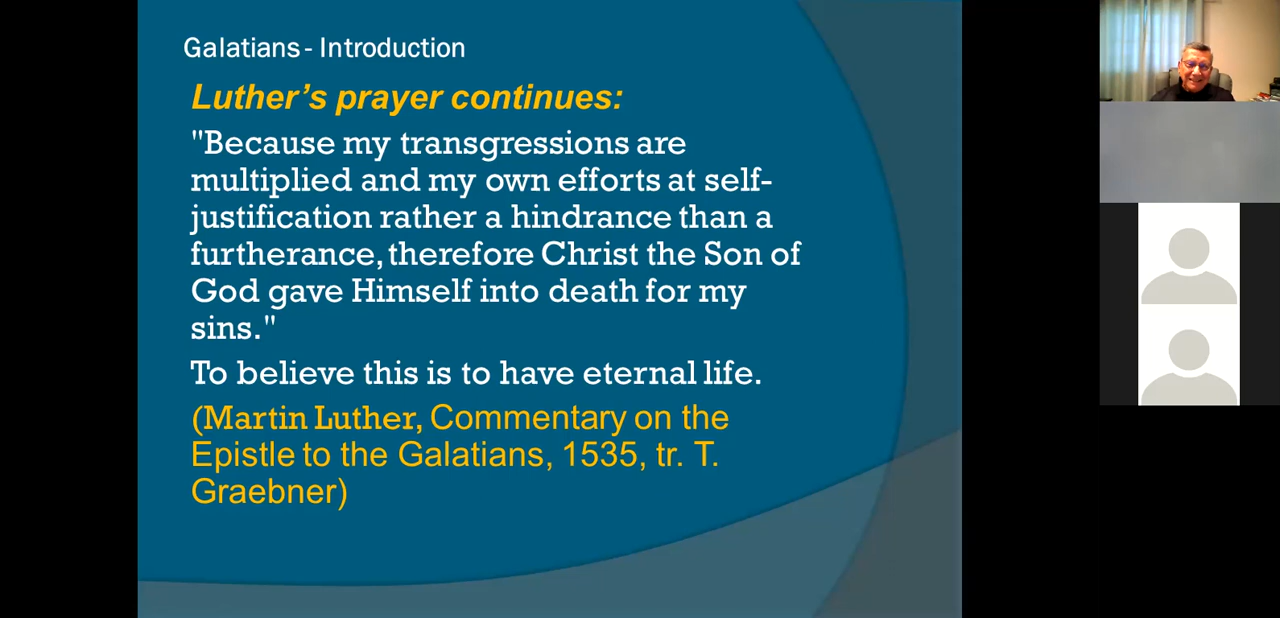 Galatians - Introduction
Luther’s prayer continues:
"Because my transgressions are
multiplied and my own efforts at self-
justification rather a hindrance than a
furtherance, therefore Christ the Son of
God gave Himself into death for my
sins."
To believe this is to have eternal life.
(Martin Luther, Commentary on the
Epistle to the Galatians, 1535, tr. T.
Graebner)